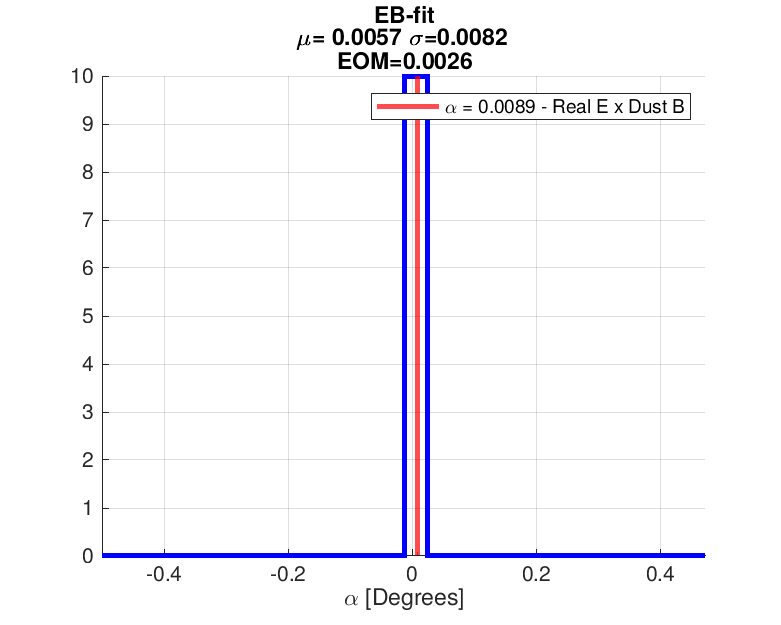 EB-fit
μ= 0.0057 σ=0.0082
EOM=0.0026
α = 0.0089 - Real E x Dust B
10
9
8
7
6
5
4
3
2
1
0
-0.4 -0.2 0 0.2 0.4
α [Degrees]